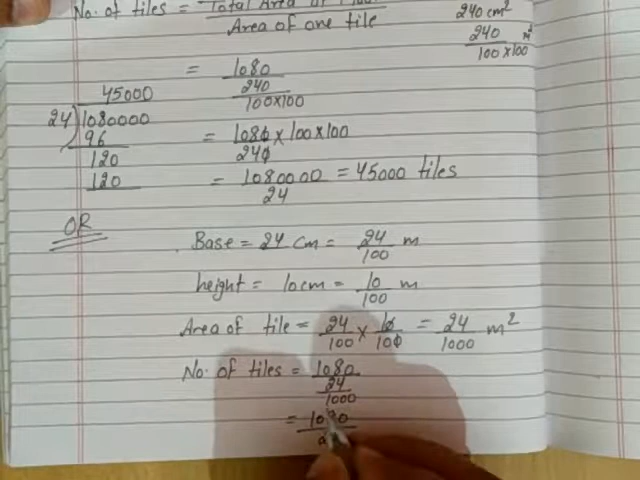 No. of tiles = Total Area of
Area of one tile
240 cm²
240 m²
100×100
= 1080
240
100×100
45000
24)1080000
96
120
120
= 1080 × 100×100
240
= 1080000 = 45000 tiles
24
OR
Base = 24 cm = 24 m
100
height = 10cm = 10 m
100
Area of tile = 24 × 10 = 24 m²
100 100 1000
No. of tiles = 1080
24
1000
= 1080